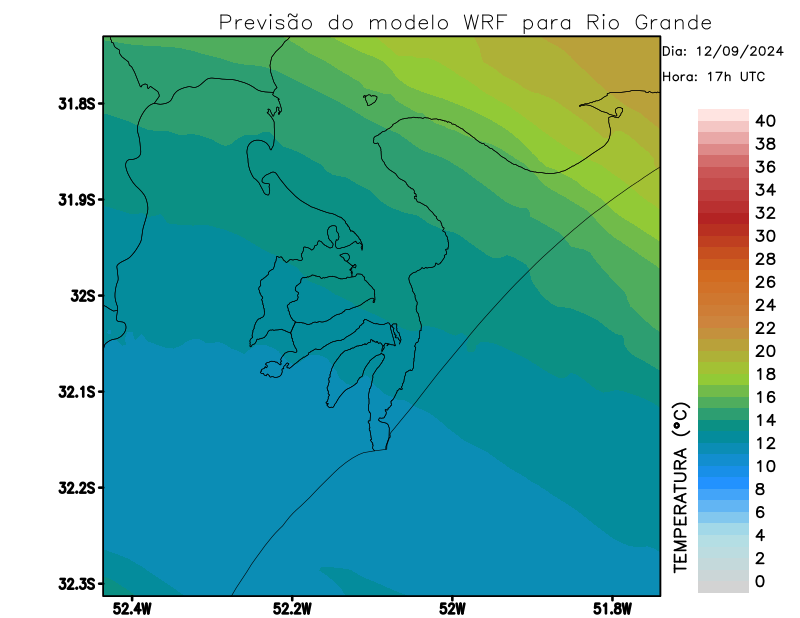 Previsão do modelo WRF para Rio Grande
Dia: 12/09/2024
Hora: 17h UTC
31.8S
31.9S
32S
32.1S
32.2S
32.3S
52.4W
52.2W
52W
51.8W
TEMPERATURA (°C)
40
38
36
34
32
30
28
26
24
22
20
18
16
14
12
10
8
6
4
2
0